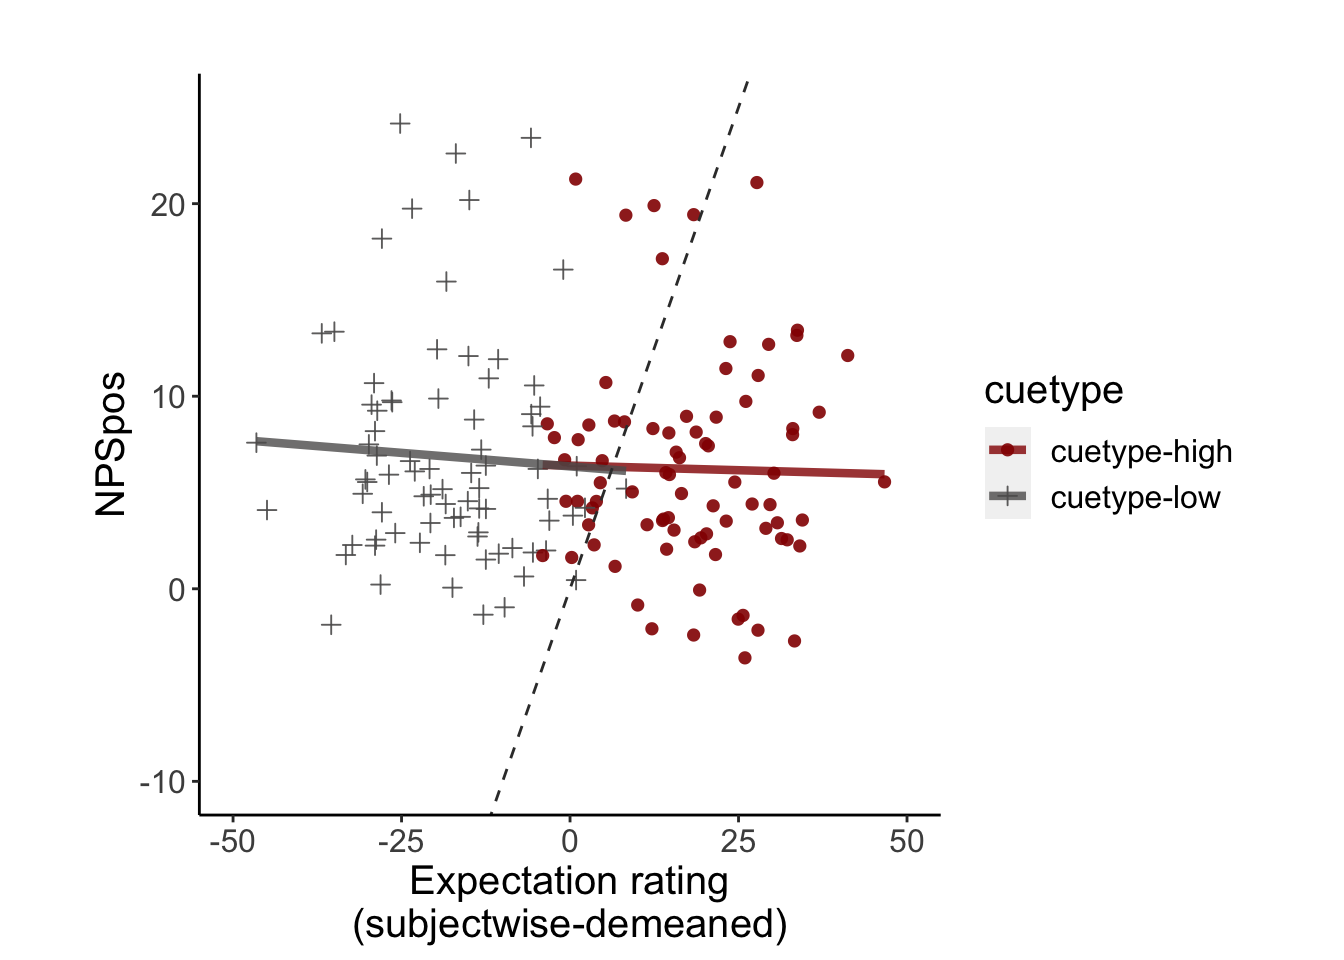 20
10
0
-10
NPSpos
-50
-25
0
25
50
Expectation rating
(subjectwise-demeaned)
cuetype
cuetype-high
cuetype-low